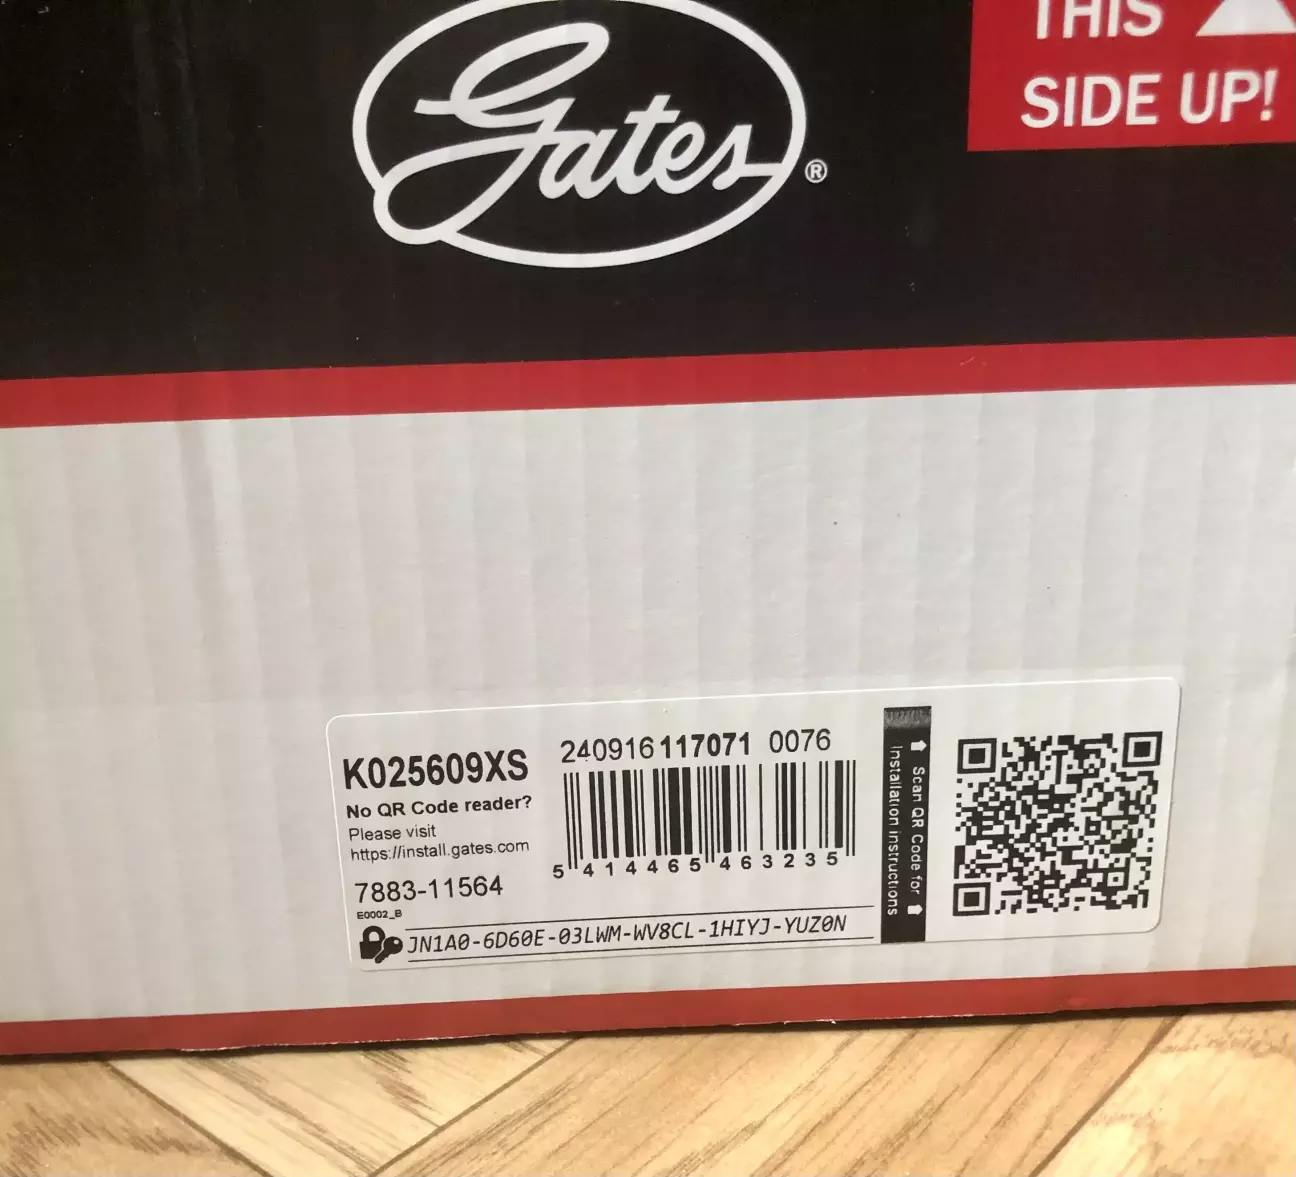 Gates®
THIS
SIDE UP!
K025609XS
No QR Code reader?
Please visit
https://install.gates.com
7883-11564
E0002_B
JN1A0-6D60E-03LWM-WV8CL-1HIYJ-YUZ0N
240916 117071 0076
5 414465 463235
Scan QR Code for
Installation instructions